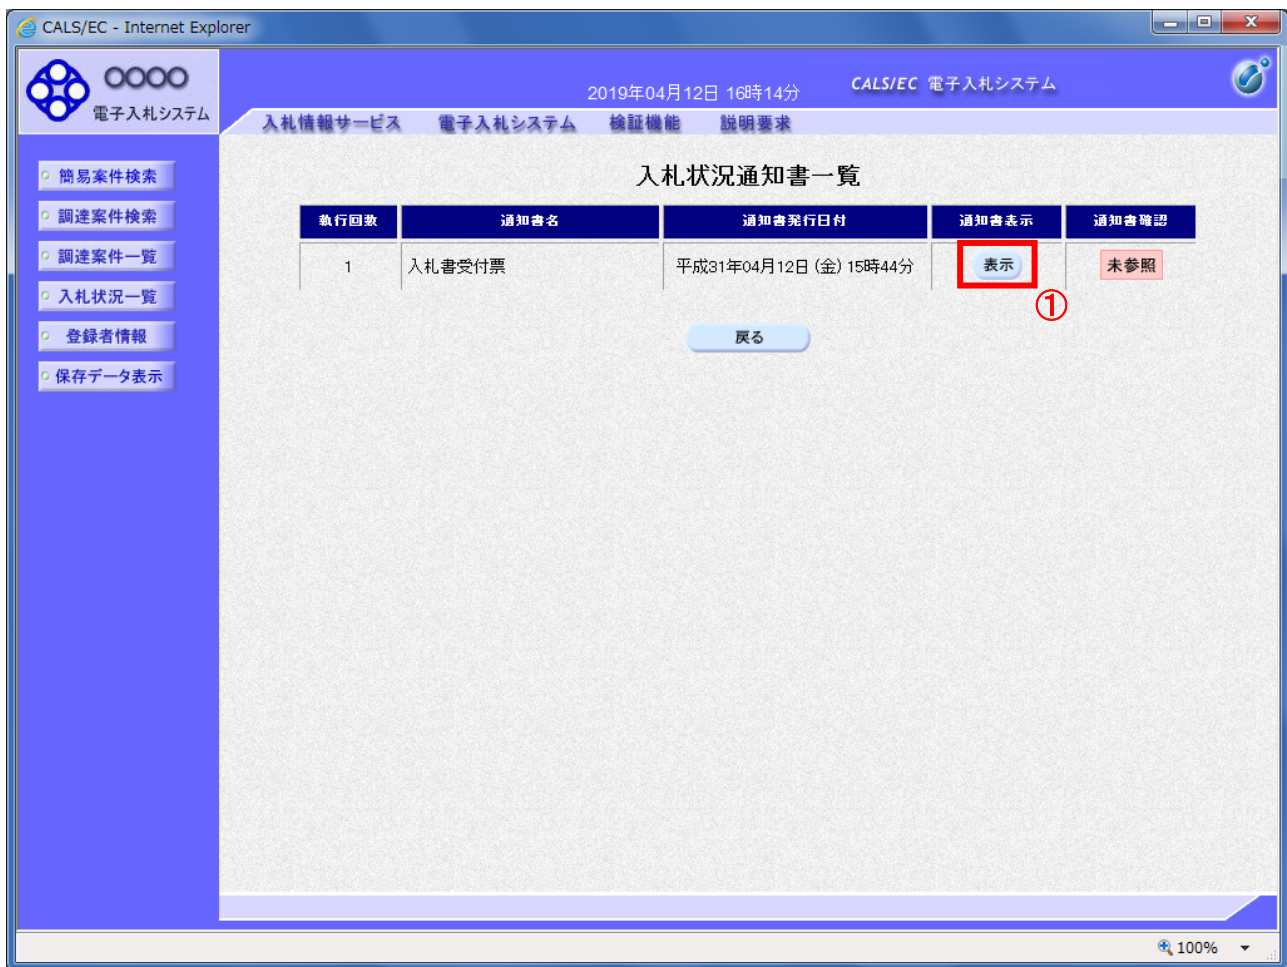 CALS/EC - Internet Explorer
○○○○
電子入札システム
2019年04月12日 16時14分
CALS/EC 電子入札システム
入札情報サービス 電子入札システム 検証機能 説明要求
簡易案件検索
調達案件検索
調達案件一覧
入札状況一覧
登録者情報
保存データ表示
入札状況通知書一覧
執行回数 通知書名 通知書発行日付 通知書表示 通知書確認
1 入札書受付票 平成31年04月12日(金) 15時44分 表示 未参照
①
戻る
100%